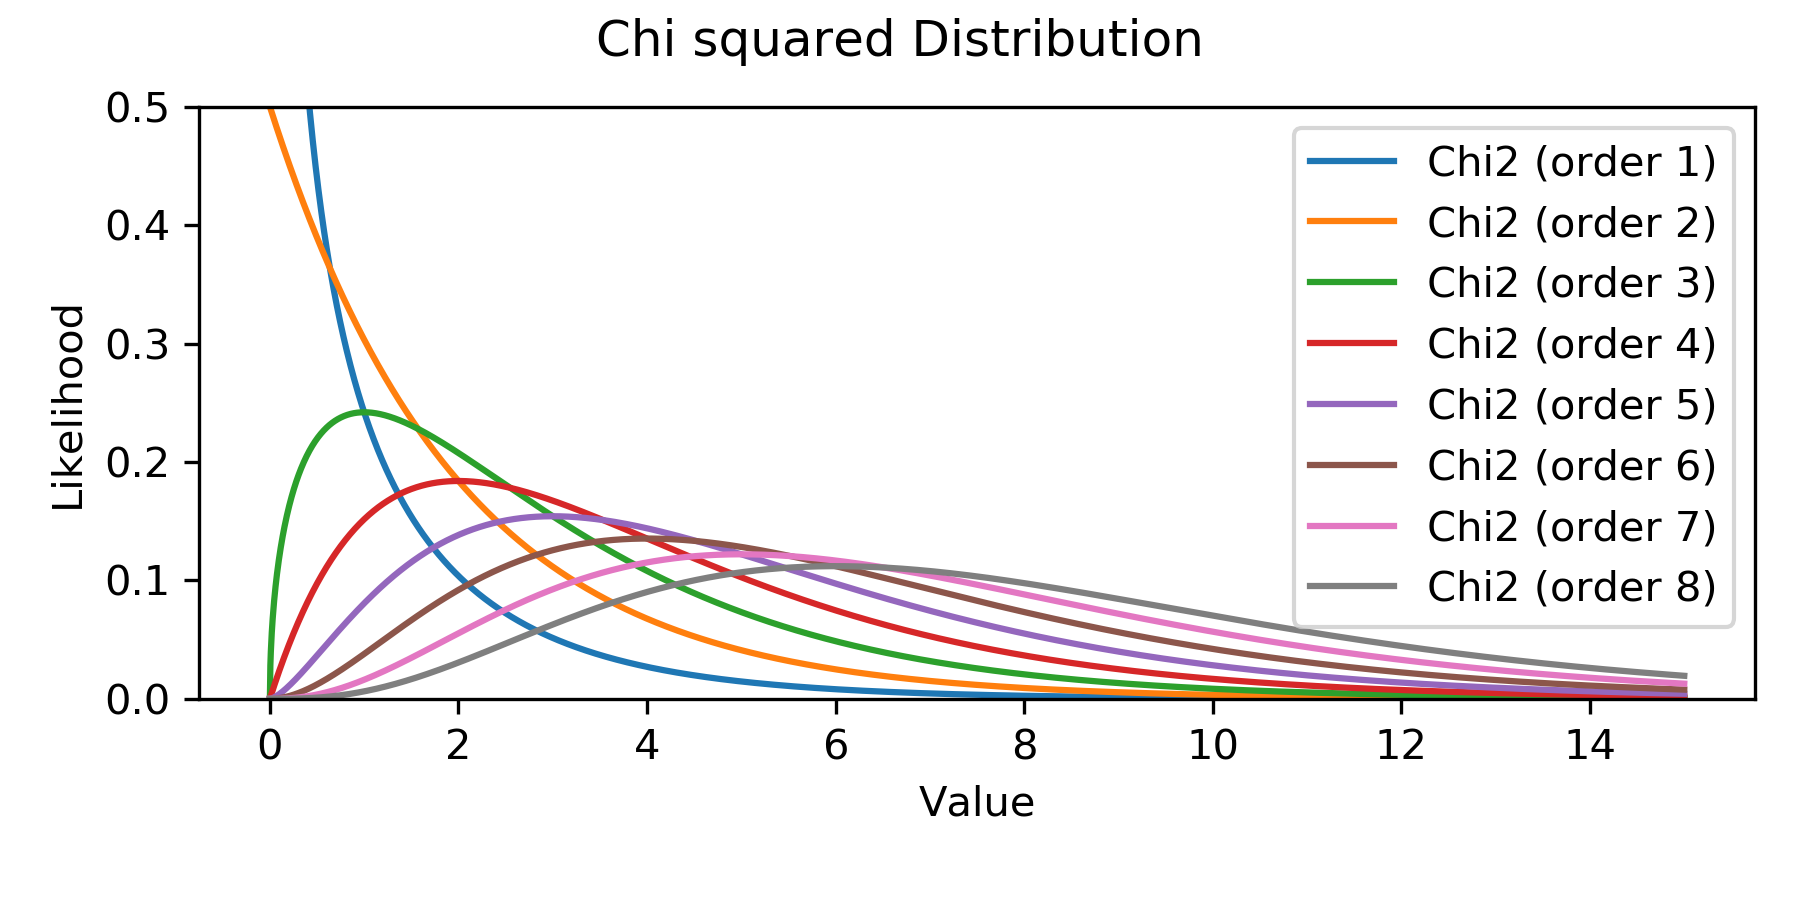 Chi squared Distribution
0.5
0.4
0.3
0.2
0.1
0.0
Likelihood
Chi2 (order 1)
Chi2 (order 2)
Chi2 (order 3)
Chi2 (order 4)
Chi2 (order 5)
Chi2 (order 6)
Chi2 (order 7)
Chi2 (order 8)
0 2 4 6 8 10 12 14
Value